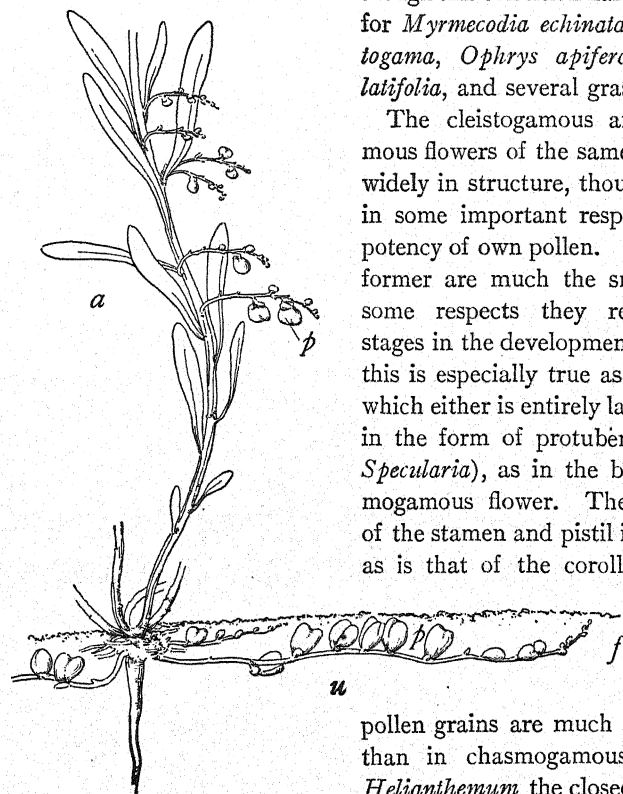 for Myrmecodia echinata
togama, Ophrys apifera
latifolia, and several gra
The cleistogamous a
mous flowers of the same
widely in structure, thou
in some important resp
potency of own pollen.
former are much the s
some respects they re
stages in the developmen
this is especially true as
which either is entirely la
in the form of protuber
Specularia), as in the b
mogamous flower. The
of the stamen and pistil i
as is that of the coroll
a
p
p
f
u
pollen grains are much
than in chasmogamous
Helianthemum the close